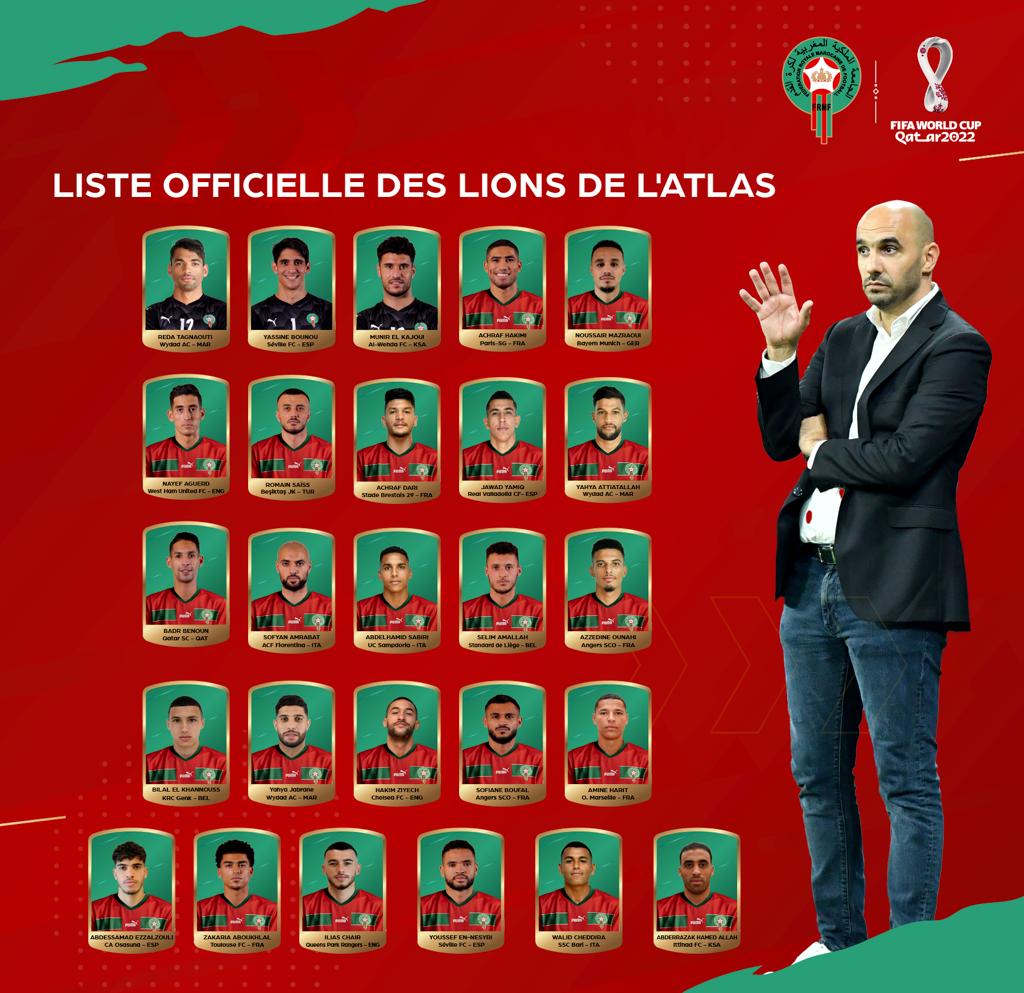 FRMF
FIFA WORLD CUP
Qatar2022
LISTE OFFICIELLE DES LIONS DE L'ATLAS
REDA TAGNAOUTI
Wydad AC - MAR
YASSINE BOUNOU
Séville FC - ESP
MUNIR EL KAJOUI
Al-Wehda FC - KSA
ACHRAF HAKIMI
Paris-SG - FRA
NOUSSAIR MAZRAOUI
Bayern Munich - GER
NAYEF AGUERD
West Ham United FC - ENG
ROMAIN SAÏSS
Beşiktaş JK - TUR
ACHRAF DARI
Stade Brestois 29 - FRA
JAWAD YAMIQ
Real Valladolid CF- ESP
YAHYA ATTIATALLAH
Wydad AC - MAR
BADR BENOUN
Qatar SC - QAT
SOFYAN AMRABAT
ACF Fiorentina - ITA
ABDELHAMID SABIRI
UC Sampdoria - ITA
SELIM AMALLAH
Standard de Liège - BEL
AZZEDINE OUNAHI
Angers SCO - FRA
BILAL EL KHANNOUSS
KRC Genk - BEL
Yahya Jabrane
Wydad AC - MAR
HAKIM ZIYECH
Chelsea FC - ENG
SOFIANE BOUFAL
Angers SCO - FRA
AMINE HARIT
O. Marseille - FRA
ABDESSAMAD EZZALZOULI
CA Osasuna - ESP
ZAKARIA ABOUKHLAL
Toulouse FC - FRA
ILIAS CHAIR
Queens Park Rangers - ENG
YOUSSEF EN-NESYRI
Séville FC - ESP
WALID CHEDDIRA
SSC Bari - ITA
ABDERRAZAK HAMED ALLAH
Ittihad FC - KSA